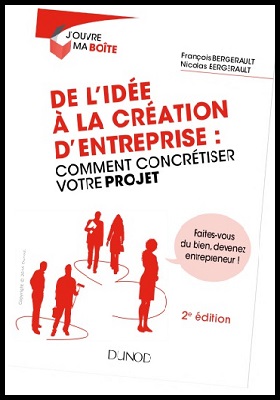 J'OUVRE
MA BOÎTE
François BERGERAULT
Nicolas BERGERAULT
DE L'IDÉE
À LA CRÉATION
D'ENTREPRISE :
COMMENT CONCRÉTISER
VOTRE PROJET
Faites-vous
du bien, devenez
entrepreneur !
2e édition
DUNOD